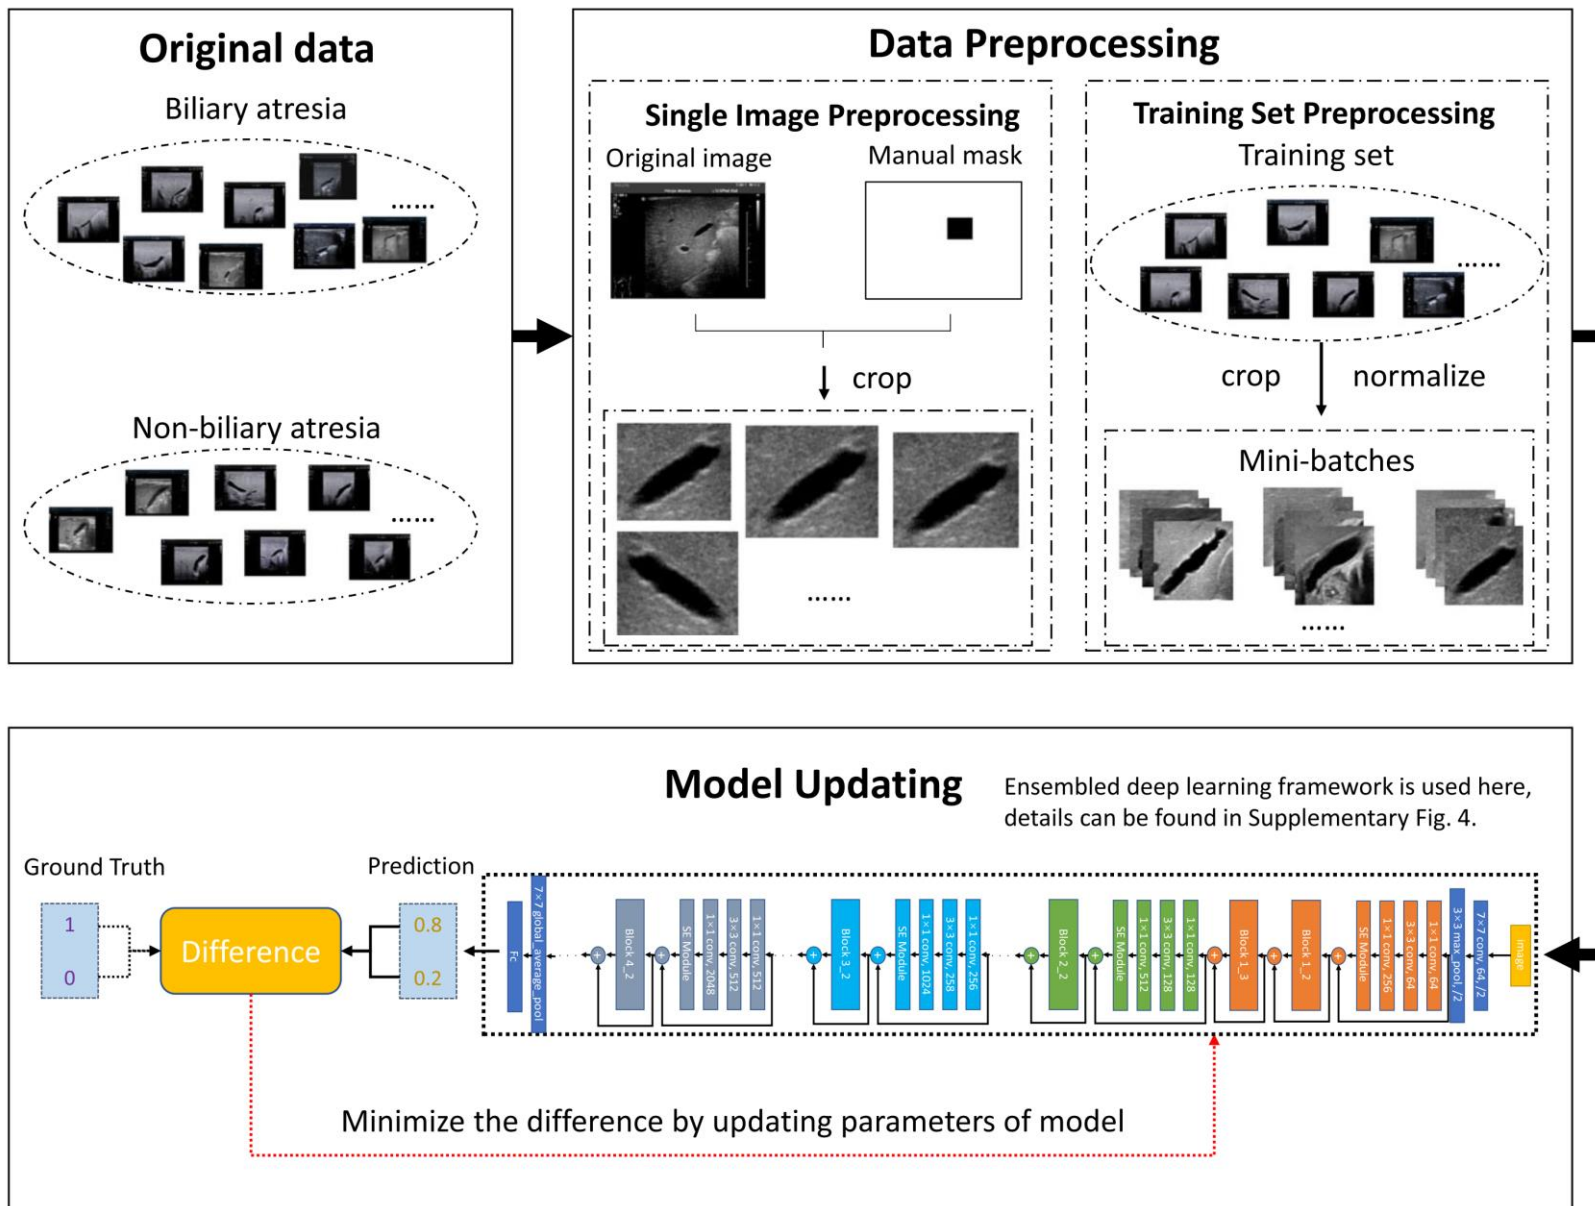 Original data
Biliary atresia
......
Non-biliary atresia
......
Data Preprocessing
Single Image Preprocessing
Original image
Manual mask
crop
......
Training Set Preprocessing
Training set
......
crop
normalize
Mini-batches
......
Model Updating
Ensembled deep learning framework is used here,
details can be found in Supplementary Fig. 4.
Ground Truth
1
0
Difference
Prediction
0.8
0.2
Fc
7×7 global_average_pool
+
Block 4_2
+
SE Module
1×1 conv, 2048
3×3 conv, 512
1×1 conv, 512
......
+
Block 3_2
+
SE Module
1×1 conv, 1024
3×3 conv, 258
1×1 conv, 256
......
+
Block 2_2
+
SE Module
1×1 conv, 512
3×3 conv, 128
1×1 conv, 128
+
Block 1_3
+
Block 1_2
+
SE Module
1×1 conv, 256
3×3 conv, 64
1×1 conv, 64
3×3 max_pool, /2
7×7 conv, 64, /2
image
Minimize the difference by updating parameters of model